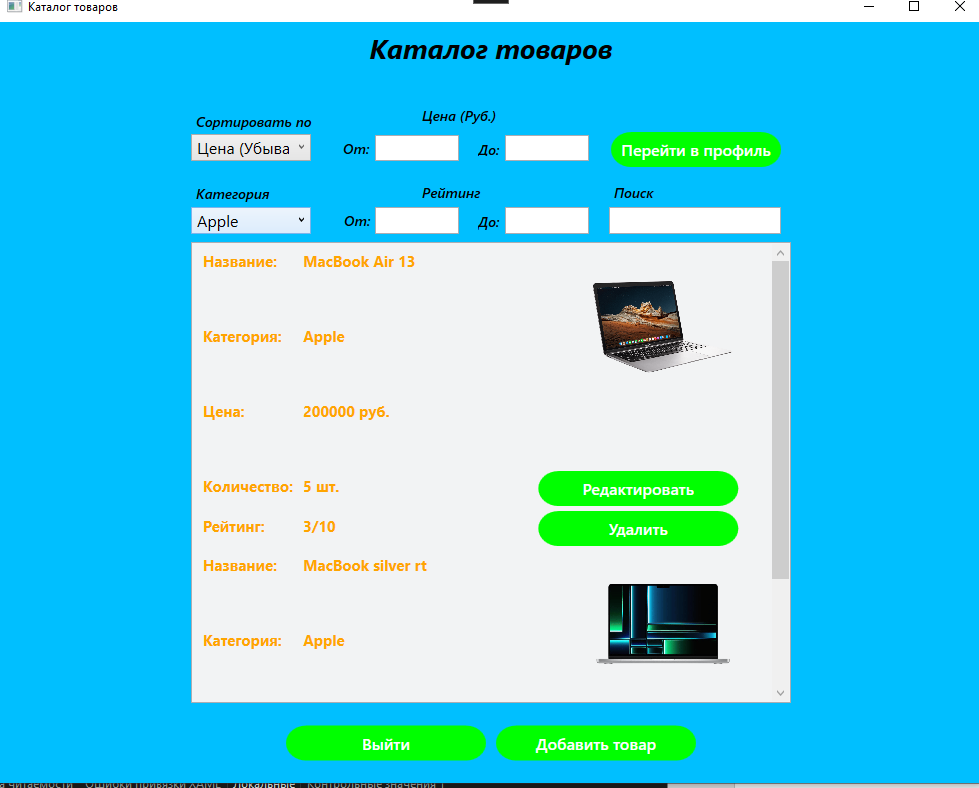 Каталог товаров
Каталог товаров
Сортировать по
Цена (Руб.)
Цена (Убыва
От:
До:
Перейти в профиль
Категория
Рейтинг
Поиск
Apple
От:
До:
Название: MacBook Air 13
Категория: Apple
Цена: 200000 руб.
Количество: 5 шт.
Редактировать
Рейтинг: 3/10
Удалить
Название: MacBook silver rt
Категория: Apple
Выйти
Добавить товар
а читаемости Ошибки привязки XAML Локальные Контрольные значения 1